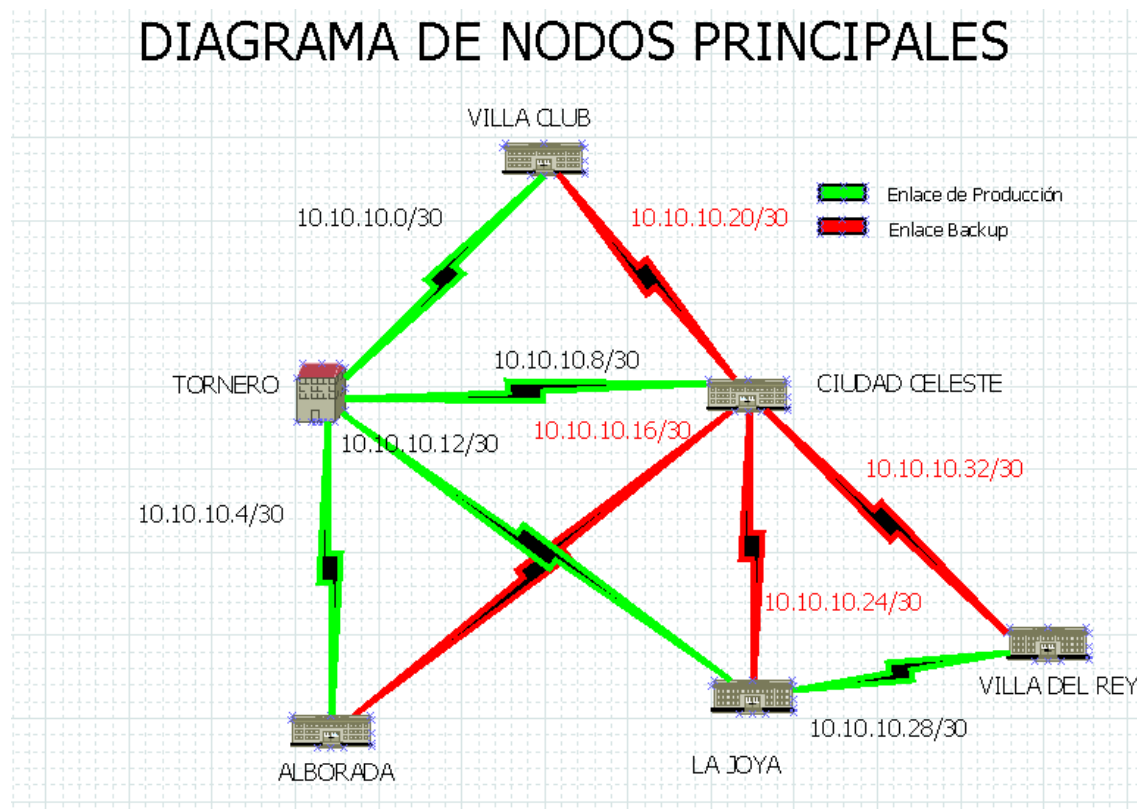 DIAGRAMA DE NODOS PRINCIPALES
VILLA CLUB
Enlace de Producción
10.10.10.0/30
10.10.10.20/30
Enlace Backup
10.10.10.8/30
TORNERO
CIUDAD CELESTE
10.10.10.16/30
10.10.10.12/30
10.10.10.32/30
10.10.10.4/30
10.10.10.24/30
VILLA DEL REY
10.10.10.28/30
LA JOYA
ALBORADA